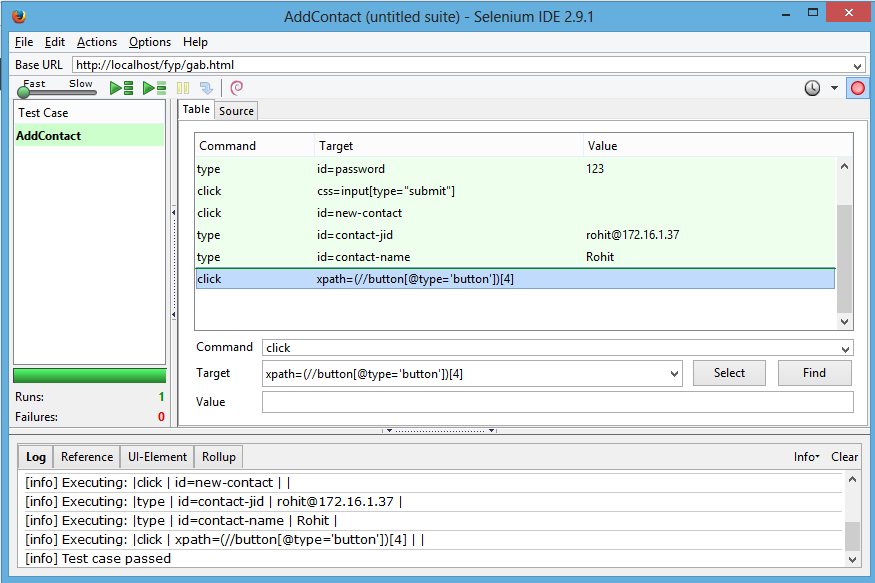 AddContact (untitled suite) - Selenium IDE 2.9.1
File Edit Actions Options Help
Base URL http://localhost/fyp/gab.html
Fast Slow
Test Case
AddContact
Table Source
Command Target Value
type id=password 123
click css=input[type="submit"]
click id=new-contact
type id=contact-jid rohit@172.16.1.37
type id=contact-name Rohit
click xpath=(//button[@type='button'])[4]
Command click
Target xpath=(//button[@type='button'])[4] Select Find
Value
Runs: 1
Failures: 0
Log Reference UI-Element Rollup Info Clear
[info] Executing: |click | id=new-contact | |
[info] Executing: |type | id=contact-jid | rohit@172.16.1.37 |
[info] Executing: |type | id=contact-name | Rohit |
[info] Executing: |click | xpath=(//button[@type='button'])[4] | |
[info] Test case passed